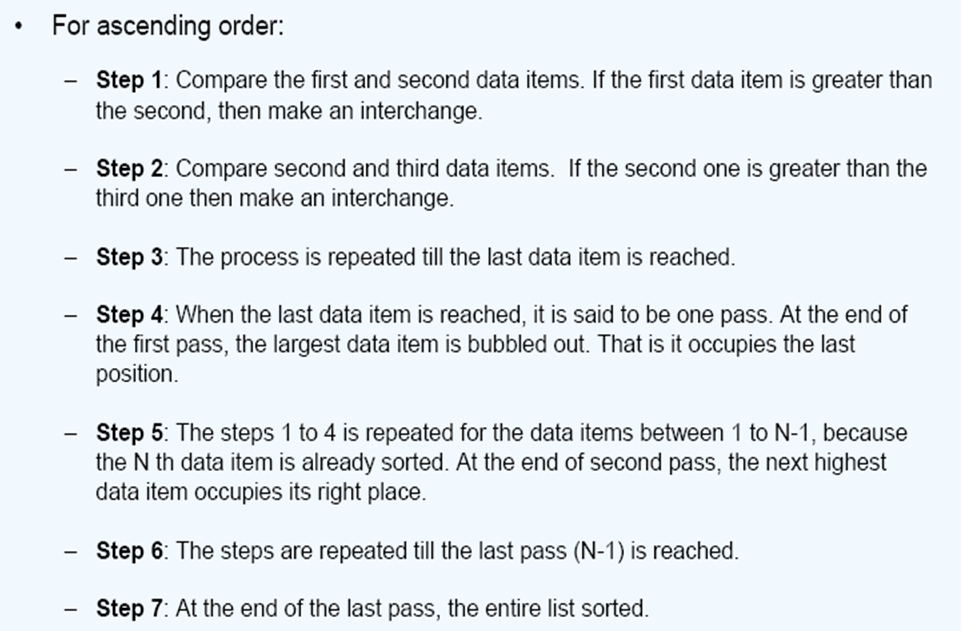 • For ascending order:
– Step 1: Compare the first and second data items. If the first data item is greater than
the second, then make an interchange.
– Step 2: Compare second and third data items.  If the second one is greater than the
third one then make an interchange.
– Step 3: The process is repeated till the last data item is reached.
– Step 4: When the last data item is reached, it is said to be one pass. At the end of
the first pass, the largest data item is bubbled out. That is it occupies the last
position.
– Step 5: The steps 1 to 4 is repeated for the data items between 1 to N-1, because
the N th data item is already sorted. At the end of second pass, the next highest
data item occupies its right place.
– Step 6: The steps are repeated till the last pass (N-1) is reached.
– Step 7: At the end of the last pass, the entire list sorted.